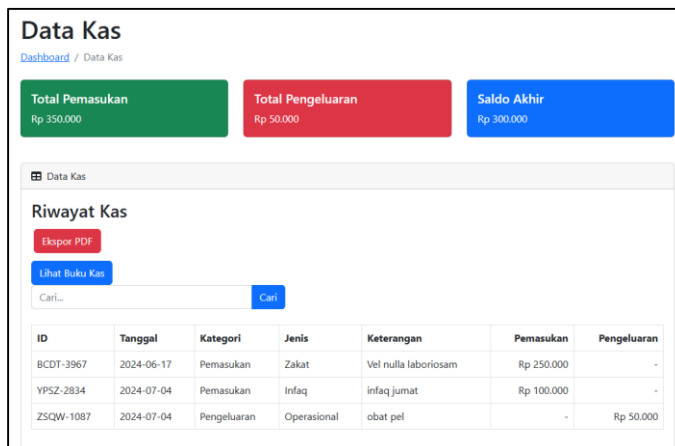 Data Kas
Dashboard / Data Kas
Total Pemasukan Total Pengeluaran Saldo Akhir
Rp 350.000 Rp 50.000 Rp 300.000
Data Kas
Riwayat Kas
Ekspor PDF
Lihat Buku Kas
Cari... Cari
ID Tanggal Kategori Jenis Keterangan Pemasukan Pengeluaran
BCDT-3967 2024-06-17 Pemasukan Zakat Vel nulla laboriosam Rp 250.000 -
YPSZ-2834 2024-07-04 Pemasukan Infaq infaq jumat Rp 100.000 -
ZSQW-1087 2024-07-04 Pengeluaran Operasional obat pel - Rp 50.000